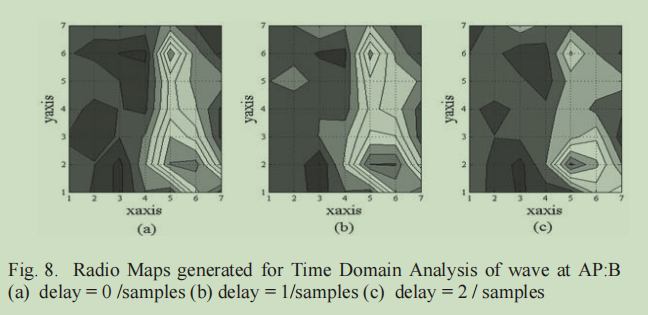 7
6
5
4
3
2
1
yaxis
1 2 3 4 5 6 7
xaxis
(a)
7
6
5
4
3
2
1
yaxis
1 2 3 4 5 6 7
xaxis
(b)
7
6
5
4
3
2
1
yaxis
1 2 3 4 5 6 7
xaxis
(c)
Fig. 8. Radio Maps generated for Time Domain Analysis of wave at AP:B
(a) delay = 0 /samples (b) delay = 1/samples (c) delay = 2 / samples